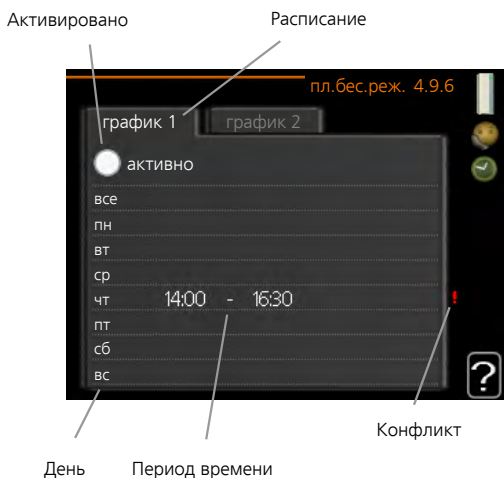 Активировано
Расписание
пл.бес.реж. 4.9.6
график 1
график 2
активно
все
пн
вт
ср
чт 14:00 - 16:30
!
пт
сб
вс
?
Конфликт
День
Период времени